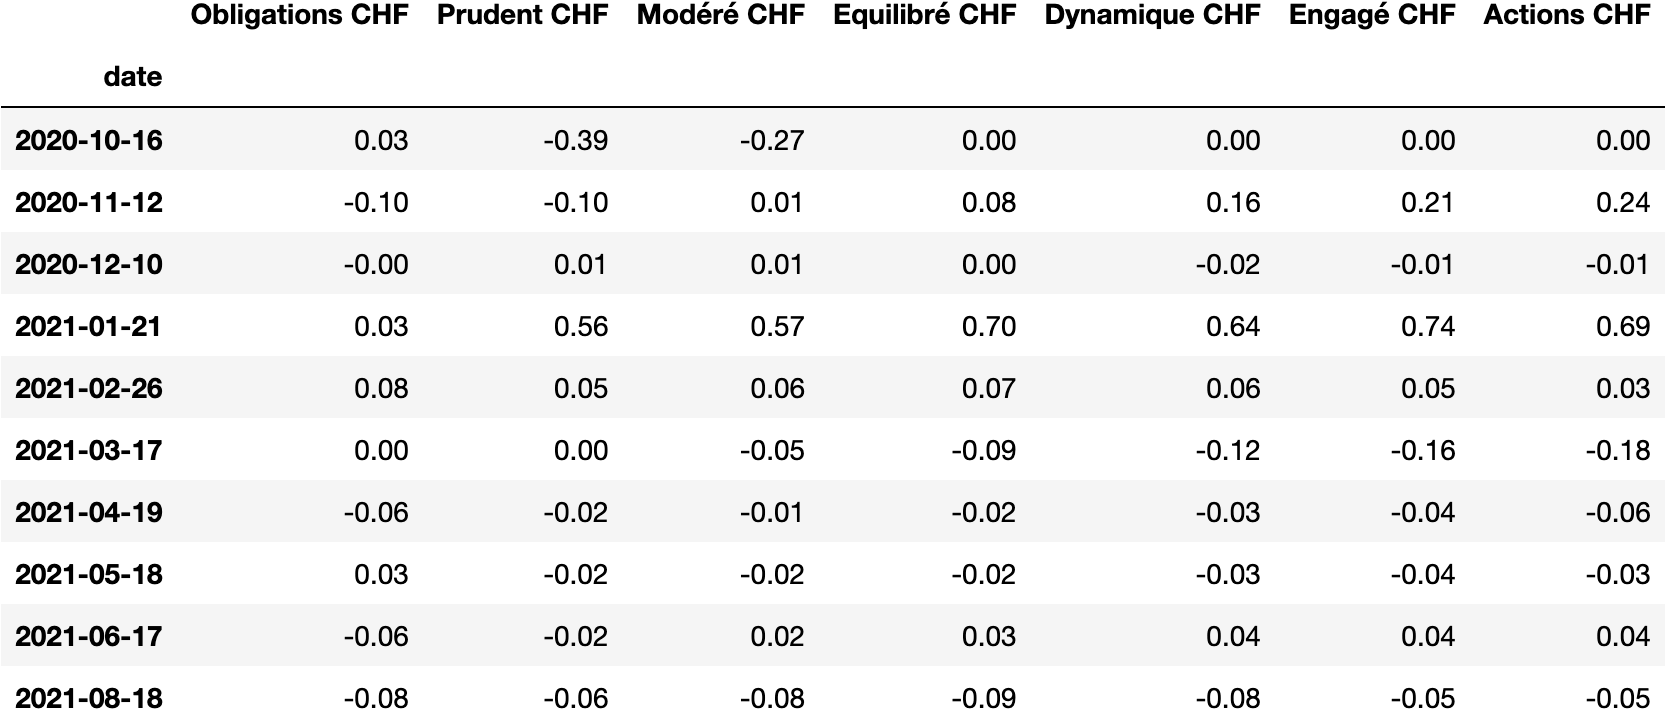 Obligations CHF Prudent CHF Modéré CHF Equilibré CHF Dynamique CHF Engagé CHF Actions CHF
date
2020-10-16 0.03 -0.39 -0.27 0.00 0.00 0.00 0.00
2020-11-12 -0.10 -0.10 0.01 0.08 0.16 0.21 0.24
2020-12-10 -0.00 0.01 0.01 0.00 -0.02 -0.01 -0.01
2021-01-21 0.03 0.56 0.57 0.70 0.64 0.74 0.69
2021-02-26 0.08 0.05 0.06 0.07 0.06 0.05 0.03
2021-03-17 0.00 0.00 -0.05 -0.09 -0.12 -0.16 -0.18
2021-04-19 -0.06 -0.02 -0.01 -0.02 -0.03 -0.04 -0.06
2021-05-18 0.03 -0.02 -0.02 -0.02 -0.03 -0.04 -0.03
2021-06-17 -0.06 -0.02 0.02 0.03 0.04 0.04 0.04
2021-08-18 -0.08 -0.06 -0.08 -0.09 -0.08 -0.05 -0.05